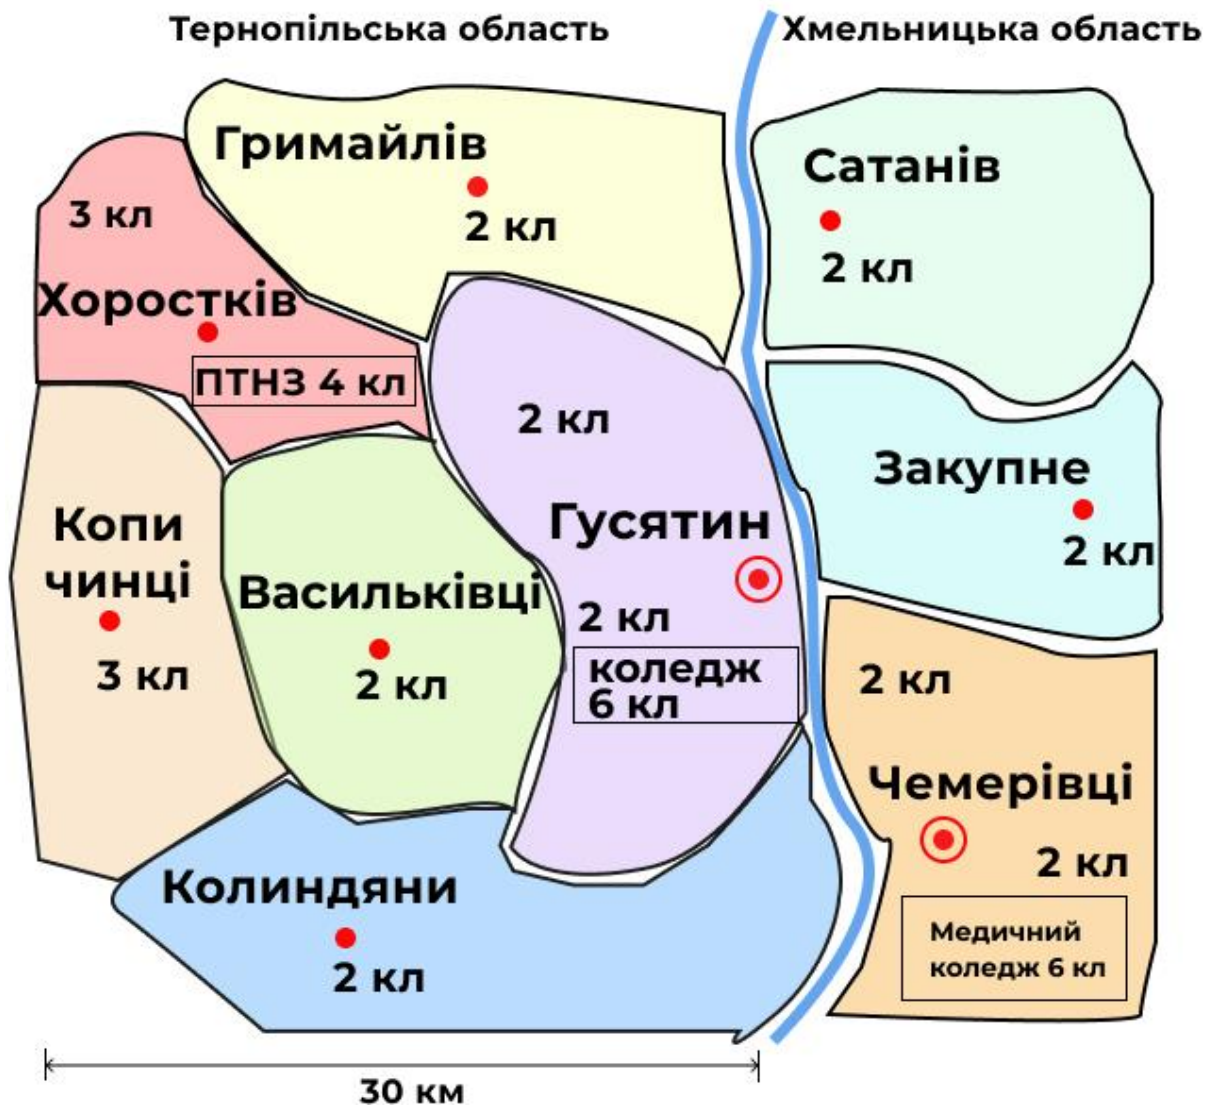 Тернопільська область
Хмельницька область
Гримайлів
2 кл
Сатанів
2 кл
3 кл
Хоростків
ПТНЗ 4 кл
2 кл
Гусятин
2 кл
коледж
6 кл
Закупне
2 кл
Копи
чинці
3 кл
Васильківці
2 кл
2 кл
Чемерівці
2 кл
Медичний
коледж 6 кл
Колиндяни
2 кл
30 км